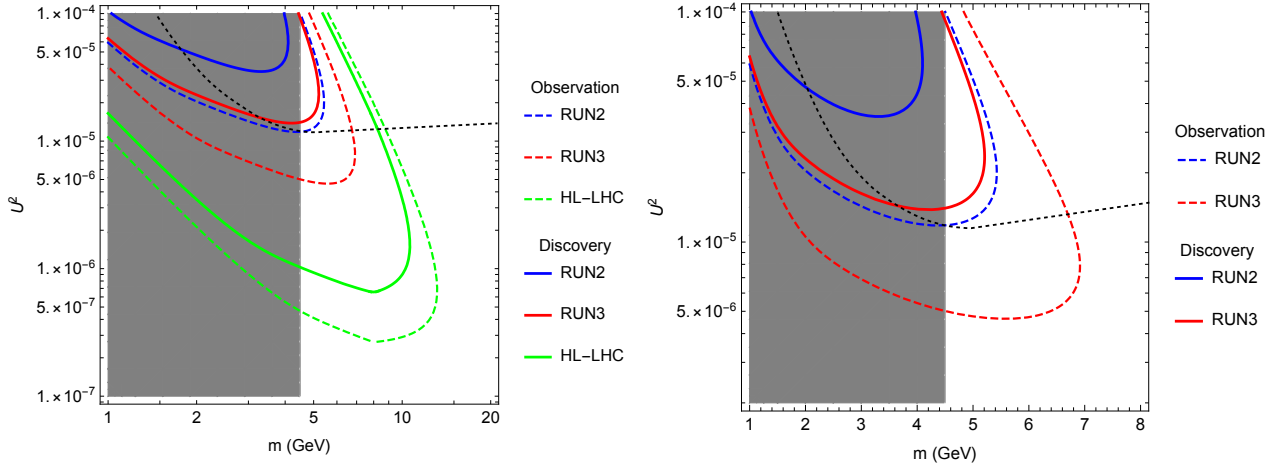 1.×10⁻⁴
5.×10⁻⁵
1.×10⁻⁵
5.×10⁻⁶
1.×10⁻⁶
5.×10⁻⁷
1.×10⁻⁷
U²
1 2 5 10 20
m (GeV)
Observation
RUN2
RUN3
HL-LHC
Discovery
RUN2
RUN3
HL-LHC
1.×10⁻⁴
5.×10⁻⁵
1.×10⁻⁵
5.×10⁻⁶
U²
1 2 3 4 5 6 7 8
m (GeV)
Observation
RUN2
RUN3
Discovery
RUN2
RUN3